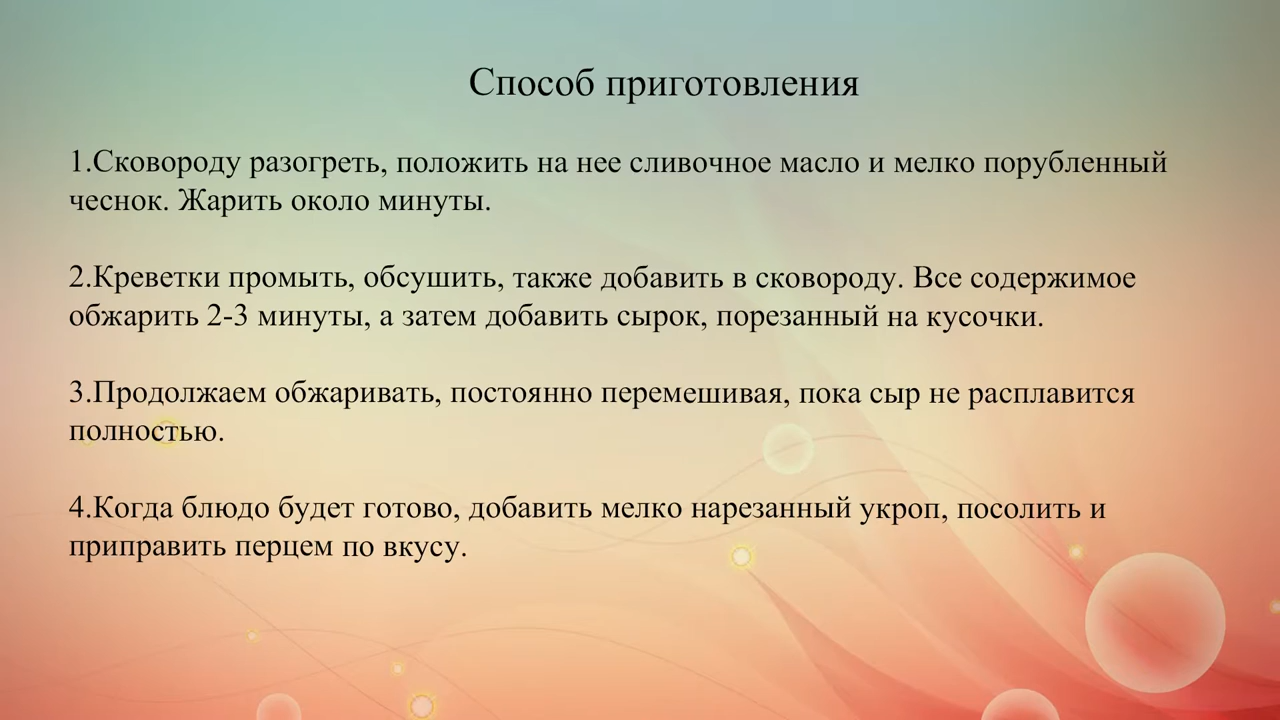 Способ приготовления
1.Сковороду разогреть, положить на нее сливочное масло и мелко порубленный
чеснок. Жарить около минуты.
2.Креветки промыть, обсушить, также добавить в сковороду. Все содержимое
обжарить 2-3 минуты, а затем добавить сырок, порезанный на кусочки.
3.Продолжаем обжаривать, постоянно перемешивая, пока сыр не расплавится
полностью.
4.Когда блюдо будет готово, добавить мелко нарезанный укроп, посолить и
приправить перцем по вкусу.